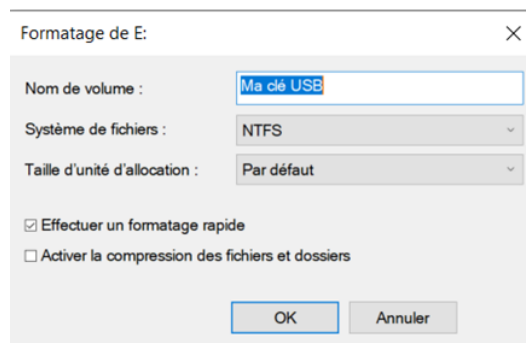 Formatage de E:
Nom de volume : Ma clé USB
Système de fichiers : NTFS
Taille d'unité d'allocation : Par défaut
Effectuer un formatage rapide
Activer la compression des fichiers et dossiers
OK Annuler